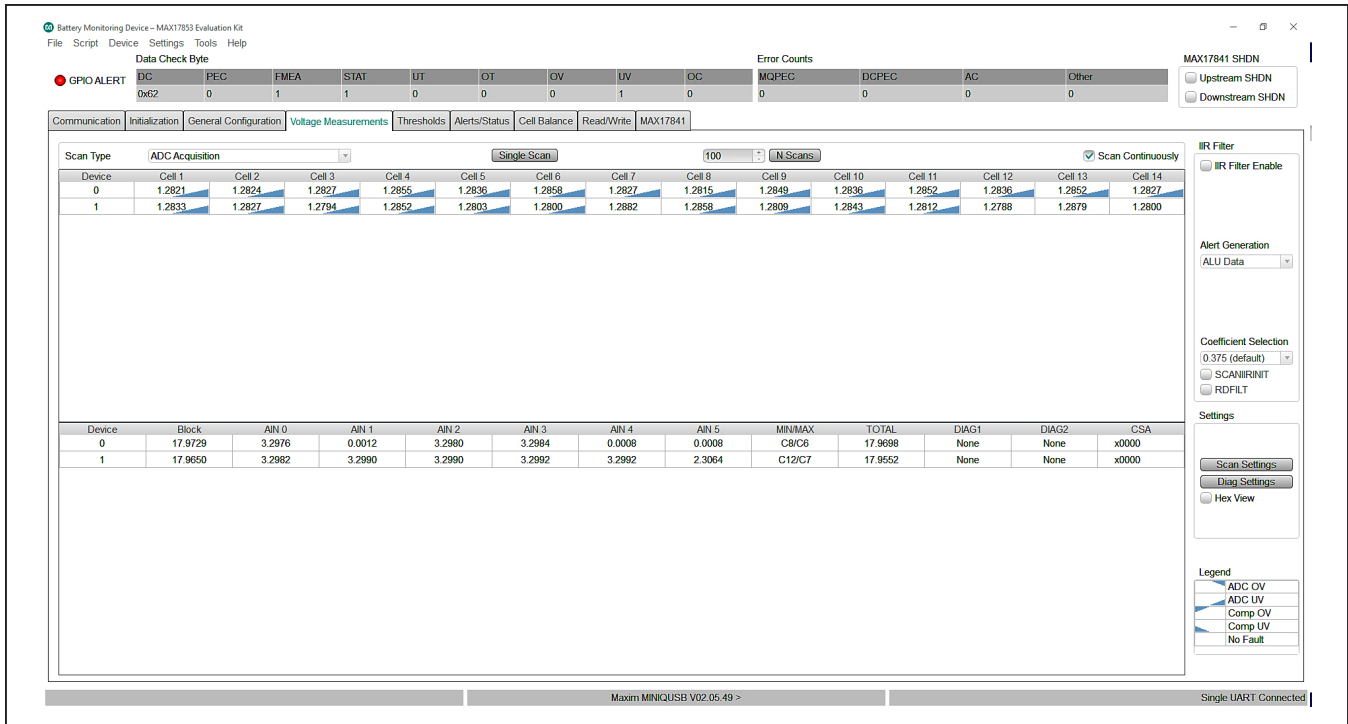 Battery Monitoring Device – MAX17853 Evaluation Kit
File Script Device Settings Tools Help
Data Check Byte Error Counts MAX17841 SHDN
GPIO ALERT DC PEC FMEA STAT UT OT OV UV OC MQPEC DCPEC AC Other Upstream SHDN
0x62 0 1 1 0 0 0 1 0 0 0 0 0 Downstream SHDN
Communication Initialization General Configuration Voltage Measurements Thresholds Alerts/Status Cell Balance Read/Write MAX17841
IIR Filter
Scan Type ADC Acquisition Single Scan 100 N Scans Scan Continuously
IIR Filter Enable
Device Cell 1 Cell 2 Cell 3 Cell 4 Cell 5 Cell 6 Cell 7 Cell 8 Cell 9 Cell 10 Cell 11 Cell 12 Cell 13 Cell 14
0 1.2821 1.2824 1.2827 1.2855 1.2836 1.2858 1.2827 1.2815 1.2849 1.2836 1.2852 1.2836 1.2852 1.2827
1 1.2833 1.2827 1.2794 1.2852 1.2803 1.2800 1.2882 1.2858 1.2809 1.2843 1.2812 1.2788 1.2879 1.2800
Alert Generation
ALU Data
Coefficient Selection
0.375 (default)
SCANIIRINIT
RDFILT
Settings
Device Block AIN 0 AIN 1 AIN 2 AIN 3 AIN 4 AIN 5 MIN/MAX TOTAL DIAG1 DIAG2 CSA
0 17.9729 3.2976 0.0012 3.2980 3.2984 0.0008 0.0008 C8/C6 17.9698 None None x0000
1 17.9650 3.2982 3.2990 3.2990 3.2992 3.2992 2.3064 C12/C7 17.9552 None None x0000
Scan Settings
Diag Settings
Hex View
Legend
ADC OV
ADC UV
Comp OV
Comp UV
No Fault
Maxim MINIQUSB V02.05.49 > Single UART Connected